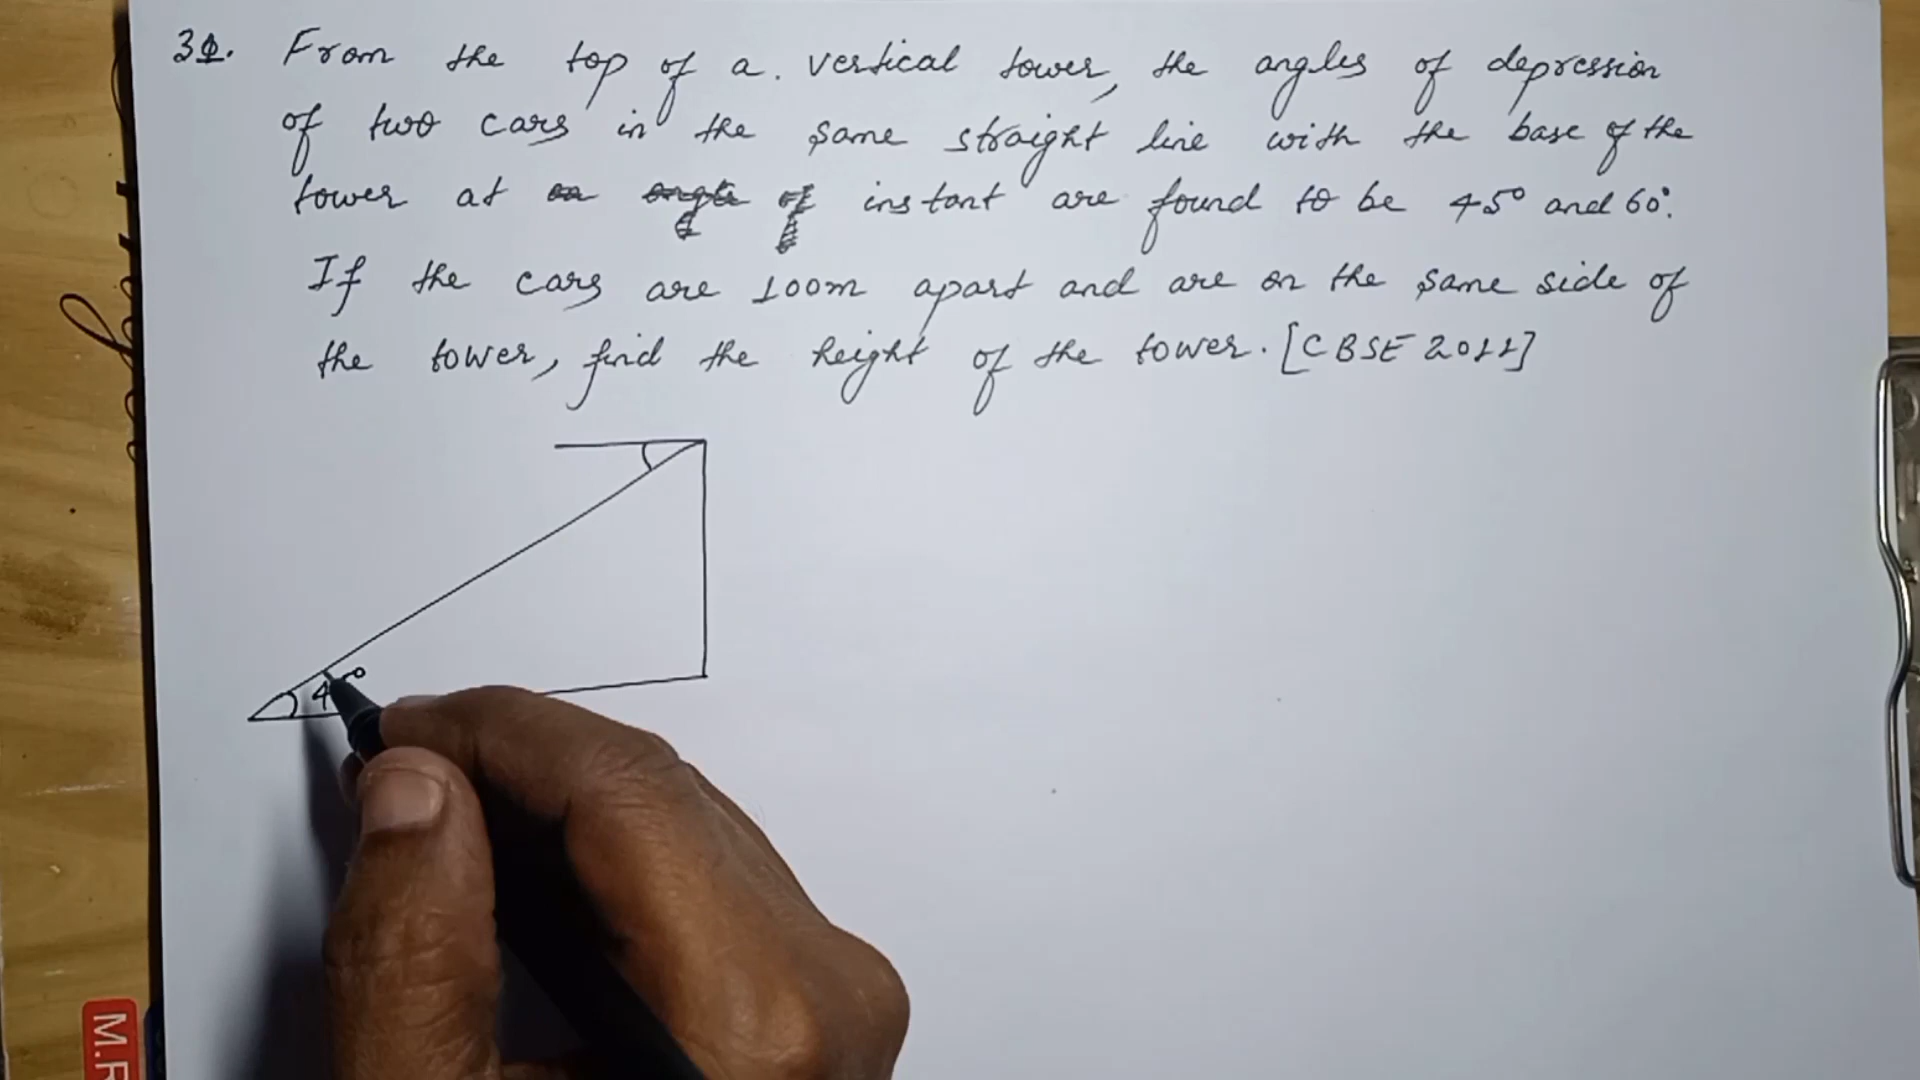 31. From the top of a. vertical tower, the angles of depression
of two cars in the same straight line with the base of the
tower at an angle of instant are found to be 45° and 60°.
If the cars are 100m apart and are on the same side of
the tower, find the height of the tower. [CBSE 2011]
M.R